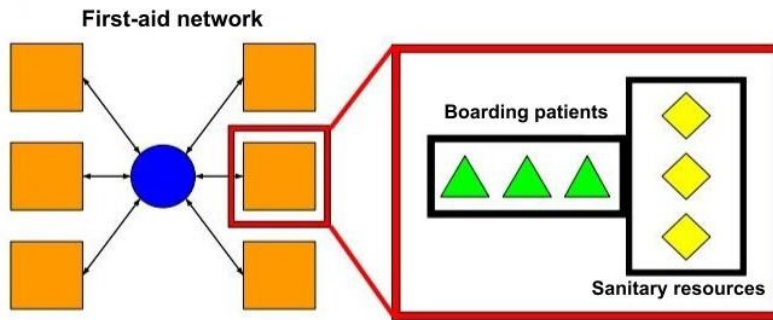 First-aid network
Boarding patients
Sanitary resources